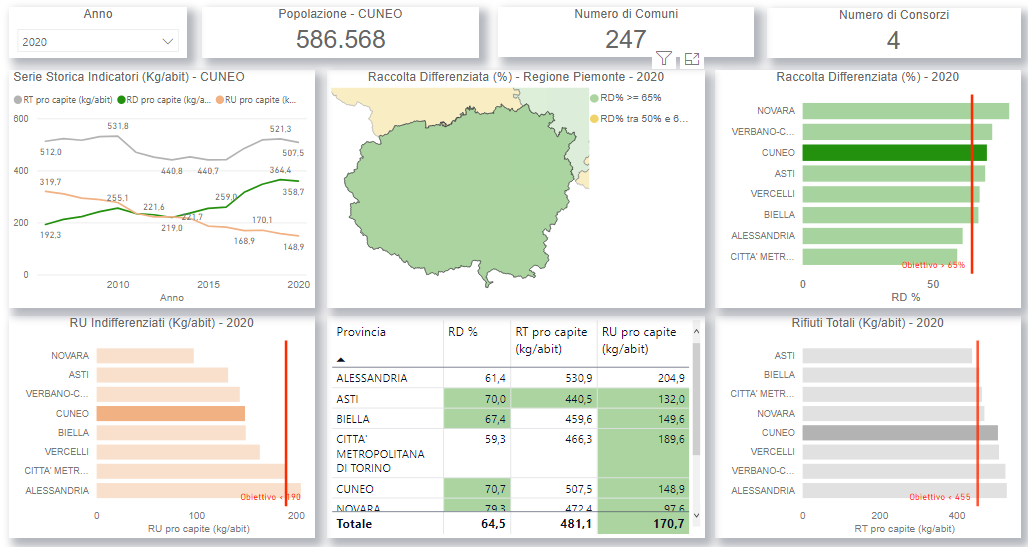 Anno
2020
Popolazione - CUNEO
586.568
Numero di Comuni
247
Numero di Consorzi
4
Serie Storica Indicatori (Kg/abit) - CUNEO
RT pro capite (kg/abit)
RD pro capite (kg/a...
RU pro capite (k...
600
400
200
0
512,0
531,8
440,8
440,7
521,3
507,5
319,7
255,1
221,6
219,0
221,7
259,0
364,4
358,7
192,3
168,9
170,1
148,9
2010
2015
2020
Anno
Raccolta Differenziata (%) - Regione Piemonte - 2020
RD% >= 65%
RD% tra 50% e 6...
Raccolta Differenziata (%) - 2020
NOVARA
VERBANO-C...
CUNEO
ASTI
VERCELLI
BIELLA
ALESSANDRIA
CITTA' METR...
Obiettivo > 65%
0
50
RD %
RU Indifferenziati (Kg/abit) - 2020
NOVARA
ASTI
VERBANO-C...
CUNEO
BIELLA
VERCELLI
CITTA' METR...
ALESSANDRIA
Obiettivo < 190
0
100
200
RU pro capite (kg/abit)
Provincia RD % RT pro capite (kg/abit) RU pro capite (kg/abit)
ALESSANDRIA 61,4 530,9 204,9
ASTI 70,0 440,5 132,0
BIELLA 67,4 459,6 149,6
CITTA' 59,3 466,3 189,6
METROPOLITANA
DI TORINO
CUNEO 70,7 507,5 148,9
NOVARA 79,3 472,4 97,6
Totale 64,5 481,1 170,7
Rifiuti Totali (Kg/abit) - 2020
ASTI
BIELLA
CITTA' METR...
NOVARA
CUNEO
VERCELLI
VERBANO-C...
ALESSANDRIA
Obiettivo < 455
0
200
400
RT pro capite (kg/abit)